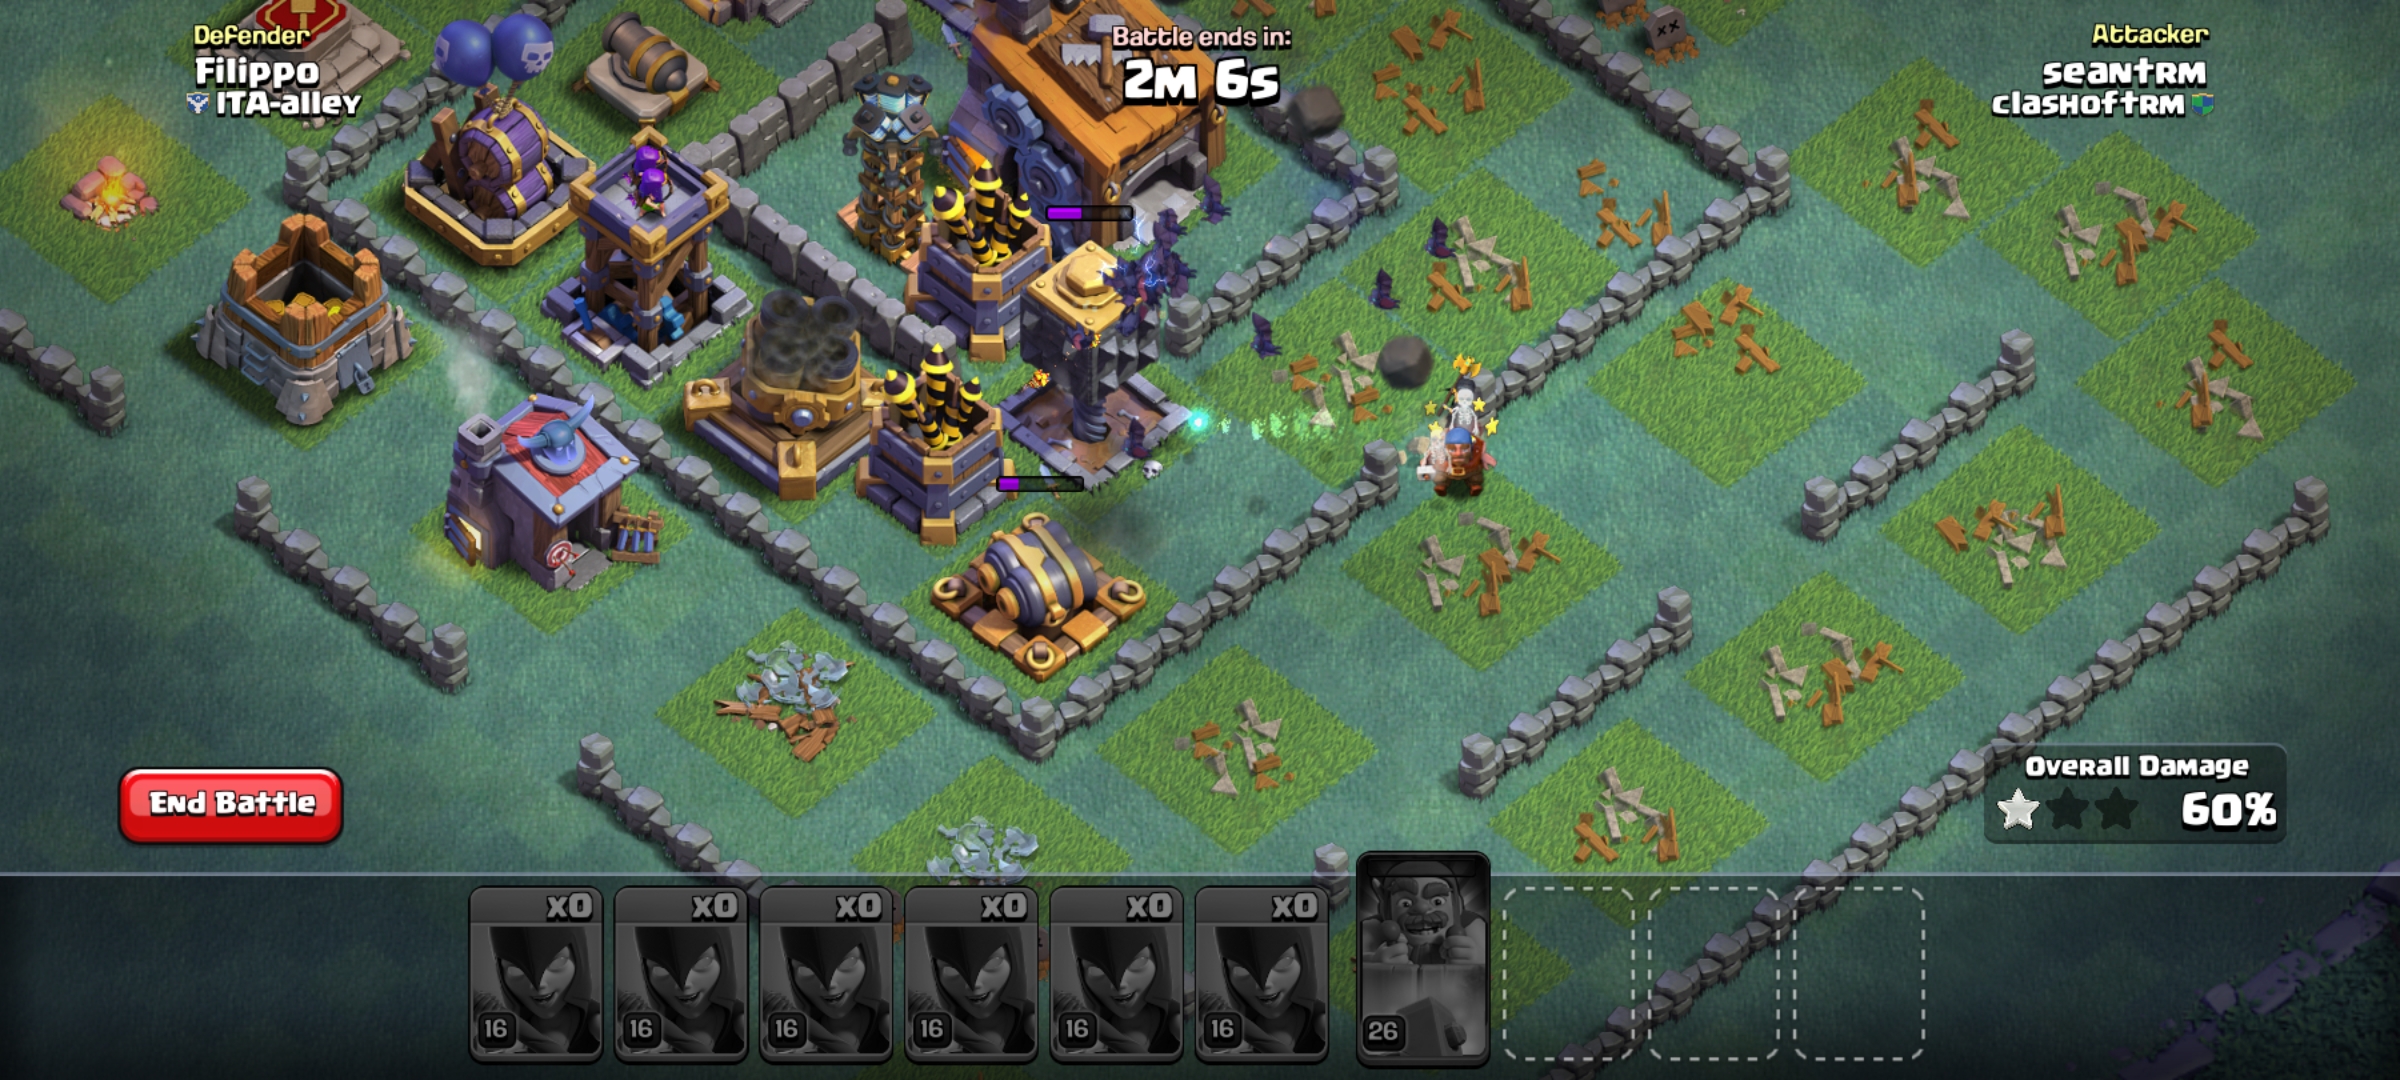 Defender
Filippo
ITA-alley
Battle ends in:
2M 6s
Attacker
seantRM
clashoftRM
End Battle
Overall Damage
60%
x0
x0
x0
x0
x0
x0
16
16
16
16
16
16
26